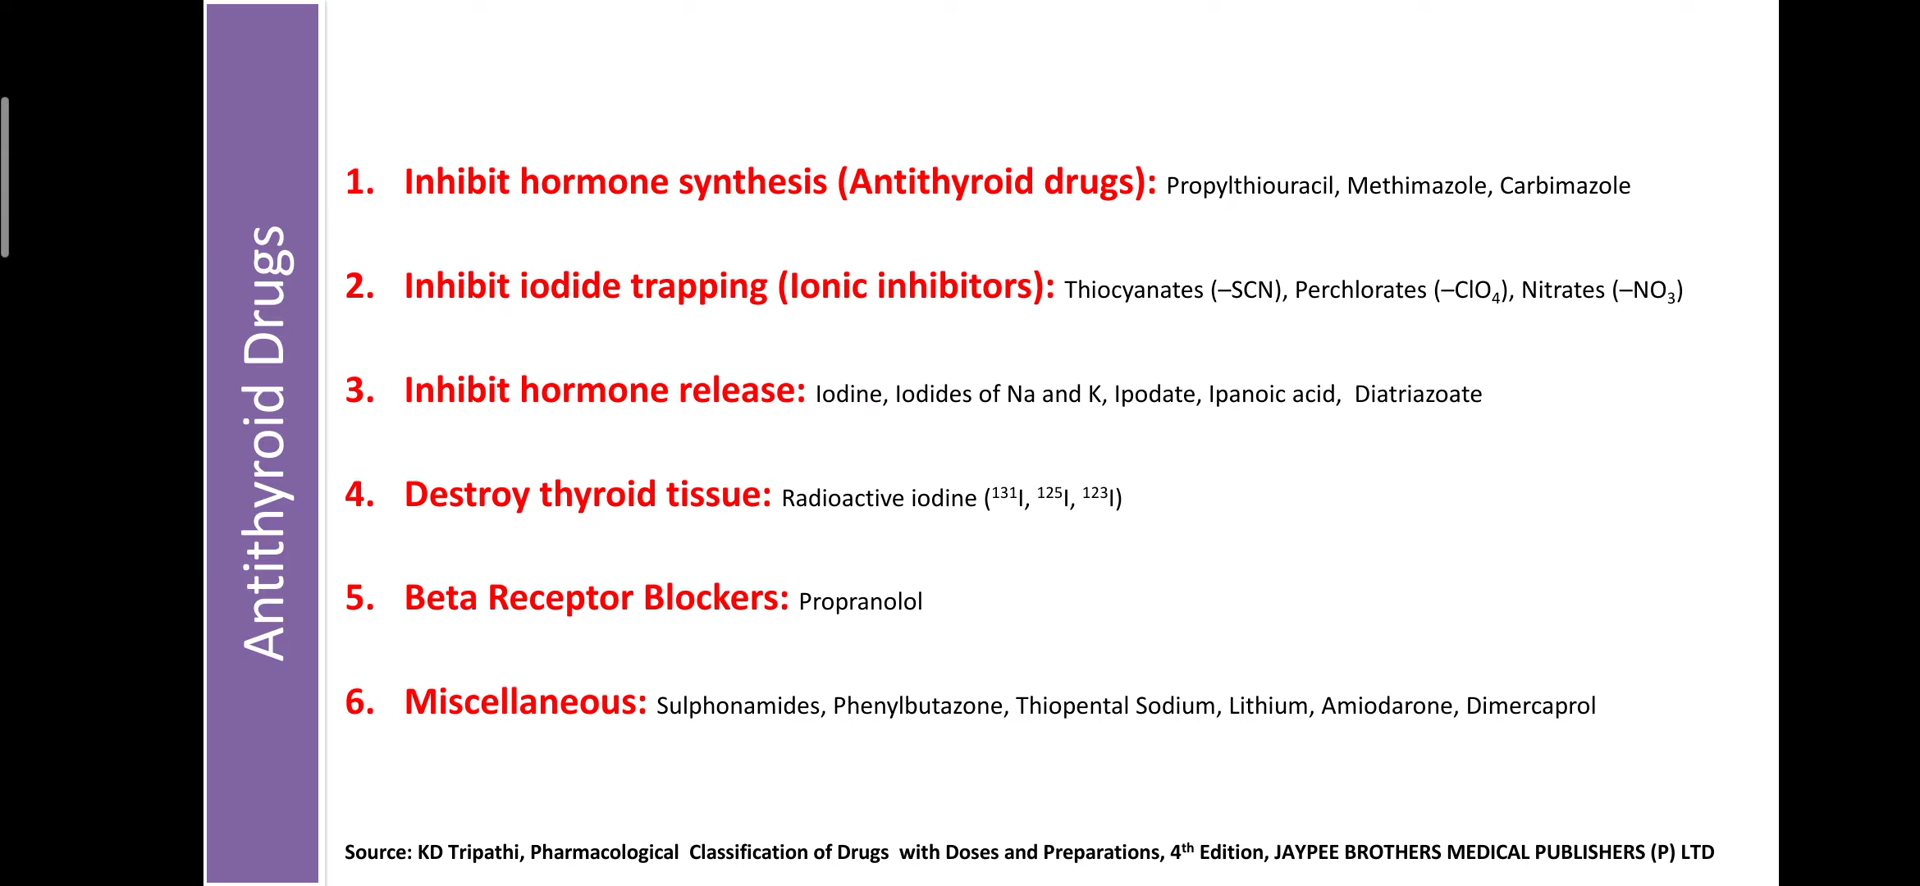 Antithyroid Drugs
1. Inhibit hormone synthesis (Antithyroid drugs): Propylthiouracil, Methimazole, Carbimazole
2. Inhibit iodide trapping (Ionic inhibitors): Thiocyanates (–SCN), Perchlorates (–ClO₄), Nitrates (–NO₃)
3. Inhibit hormone release: Iodine, Iodides of Na and K, Ipodate, Ipanoic acid, Diatriazoate
4. Destroy thyroid tissue: Radioactive iodine (¹³¹I, ¹²⁵I, ¹²³I)
5. Beta Receptor Blockers: Propranolol
6. Miscellaneous: Sulphonamides, Phenylbutazone, Thiopental Sodium, Lithium, Amiodarone, Dimercaprol
Source: KD Tripathi, Pharmacological Classification of Drugs with Doses and Preparations, 4th Edition, JAYPEE BROTHERS MEDICAL PUBLISHERS (P) LTD